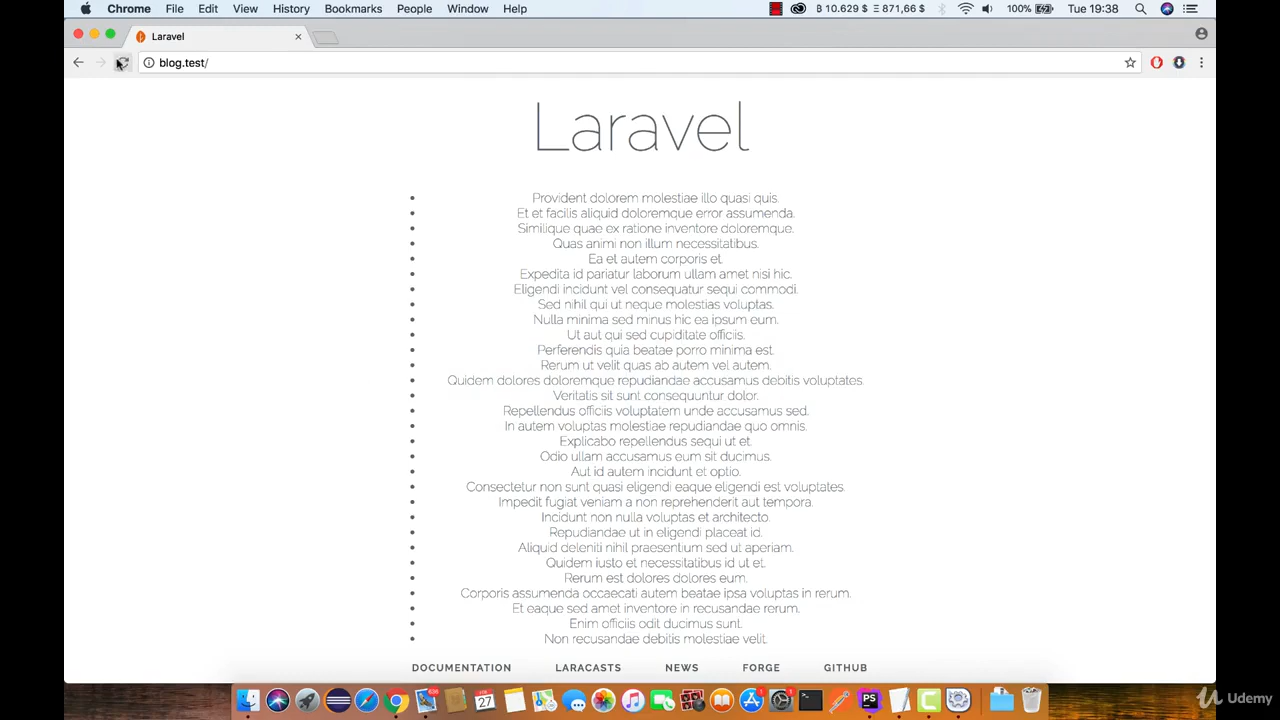 Chrome File Edit View History Bookmarks People Window Help B 10.629 $ Ξ 871,66 $ 100% Tue 19:38
Laravel
blog.test/
Laravel
Provident dolorem molestiae illo quasi quis.
Et et facilis aliquid doloremque error assumenda.
Similique quae ex ratione inventore doloremque.
Quas animi non illum necessitatibus.
Ea et autem corporis et.
Expedita id pariatur laborum ullam amet nisi hic.
Eligendi incidunt vel consequatur sequi commodi.
Sed nihil qui ut neque molestias voluptas.
Nulla minima sed minus hic ea ipsum eum.
Ut aut qui sed cupiditate officiis.
Perferendis quia beatae porro minima est.
Rerum ut velit quas ab autem vel autem.
Quidem dolores doloremque repudiandae accusamus debitis voluptates.
Veritatis sit sunt consequuntur dolor.
Repellendus officiis voluptatem unde accusamus sed.
In autem voluptas molestiae repudiandae quo omnis.
Explicabo repellendus sequi ut et.
Odio ullam accusamus eum sit ducimus.
Aut id autem incidunt et optio.
Consectetur non sunt quasi eligendi eaque eligendi est voluptates.
Impedit fugiat veniam a non reprehenderit aut tempora.
Incidunt non nulla voluptas et architecto.
Repudiandae ut in eligendi placeat id.
Aliquid deleniti nihil praesentium sed ut aperiam.
Quidem iusto et necessitatibus id ut et.
Rerum est dolores dolores eum.
Corporis assumenda occaecati autem beatae ipsa voluptas in rerum.
Et eaque sed amet inventore in recusandae rerum.
Enim officiis odit ducimus sunt.
Non recusandae debitis molestiae velit.
DOCUMENTATION LARACASTS NEWS FORGE GITHUB
27 PS
Udemy